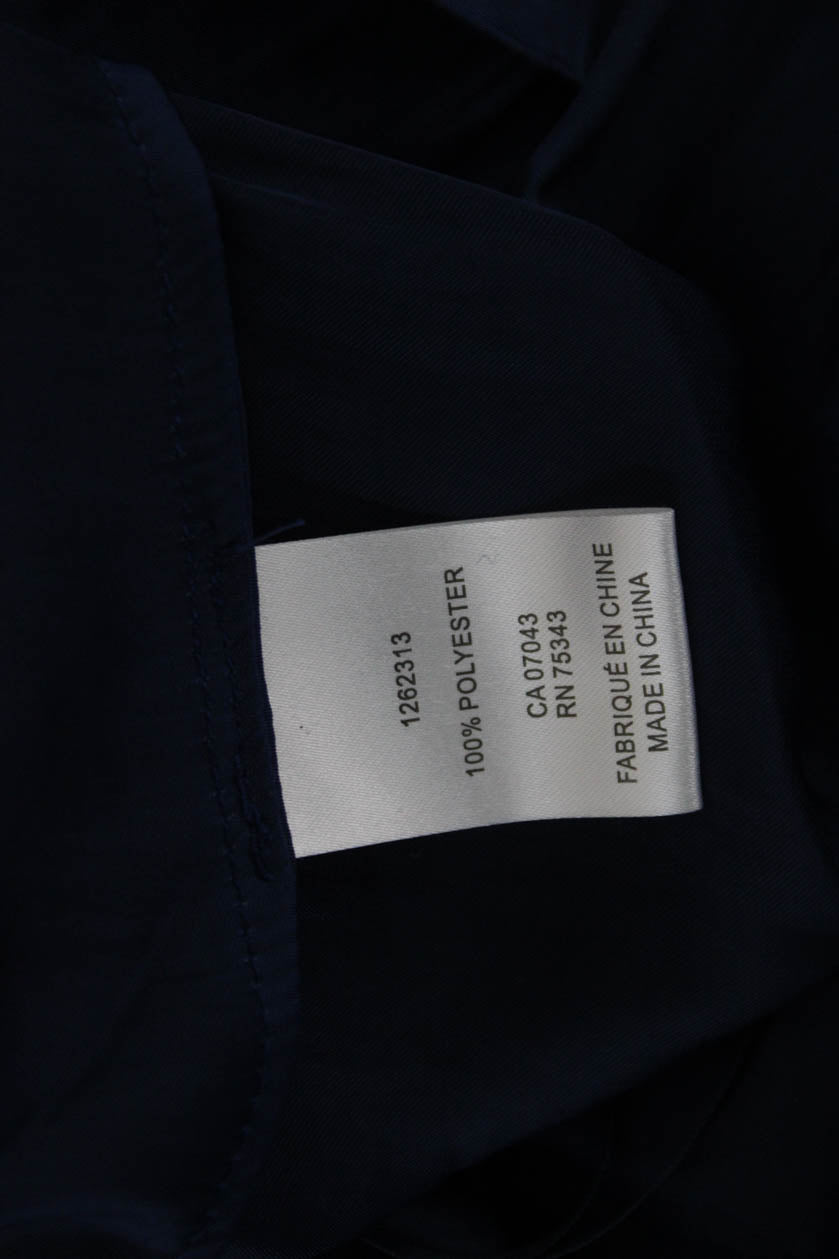 1262313
100% POLYESTER
CA 07043
RN 75343
FABRIQUÉ EN CHINE
MADE IN CHINA